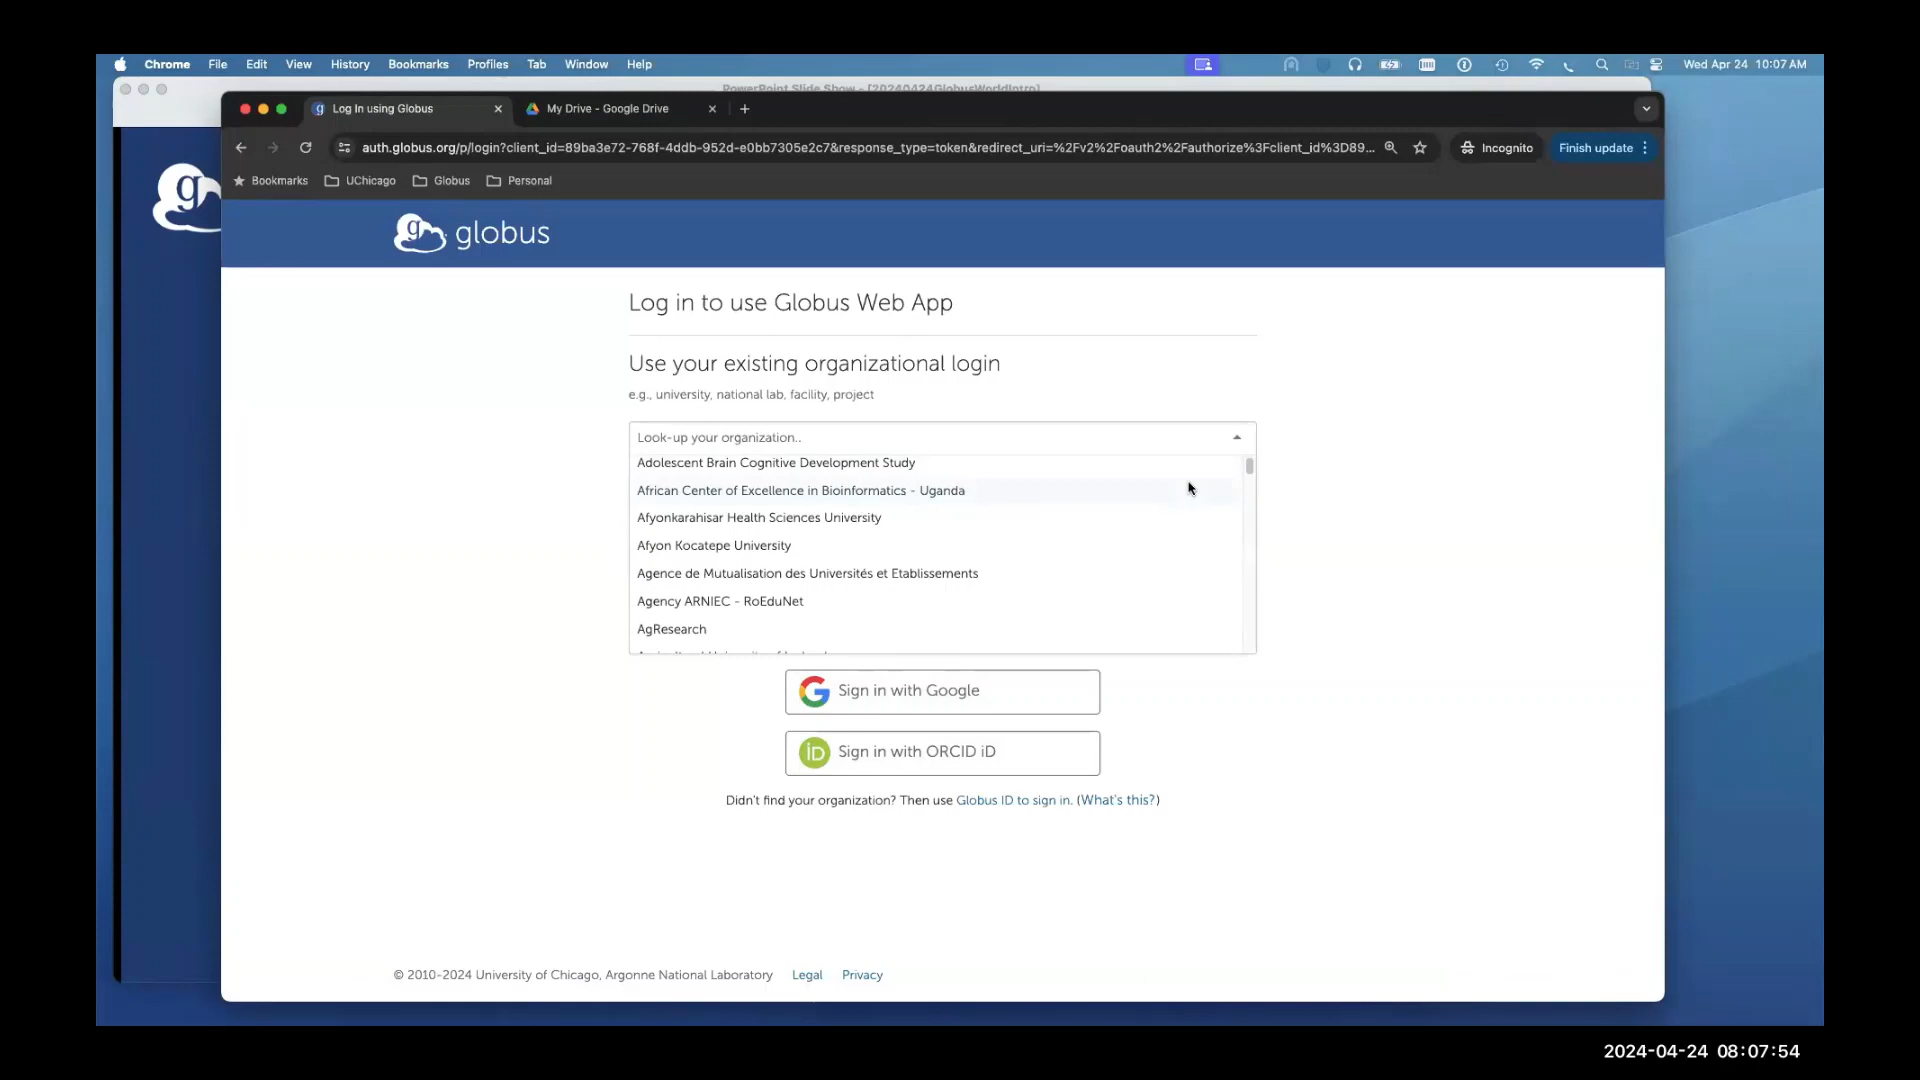 Chrome File Edit View History Bookmarks Profiles Tab Window Help Wed Apr 24 10:07 AM
PowerPoint Slide Show - [20240424GlobusWorldIntro]
Log In using Globus My Drive - Google Drive
auth.globus.org/p/login?client_id=89ba3e72-768f-4ddb-952d-e0bb7305e2c7&response_type=token&redirect_uri=%2Fv2%2Foauth2%2Fauthorize%3Fclient_id%3D89... Incognito Finish update
Bookmarks UChicago Globus Personal
g
g globus
Log in to use Globus Web App
Use your existing organizational login
e.g., university, national lab, facility, project
Look-up your organization..
Adolescent Brain Cognitive Development Study
African Center of Excellence in Bioinformatics - Uganda
Afyonkarahisar Health Sciences University
Afyon Kocatepe University
Agence de Mutualisation des Universités et Etablissements
Agency ARNIEC - RoEduNet
AgResearch
G Sign in with Google
iD Sign in with ORCID iD
Didn't find your organization? Then use Globus ID to sign in. (What's this?)
© 2010-2024 University of Chicago, Argonne National Laboratory Legal Privacy
2024-04-24 08:07:54